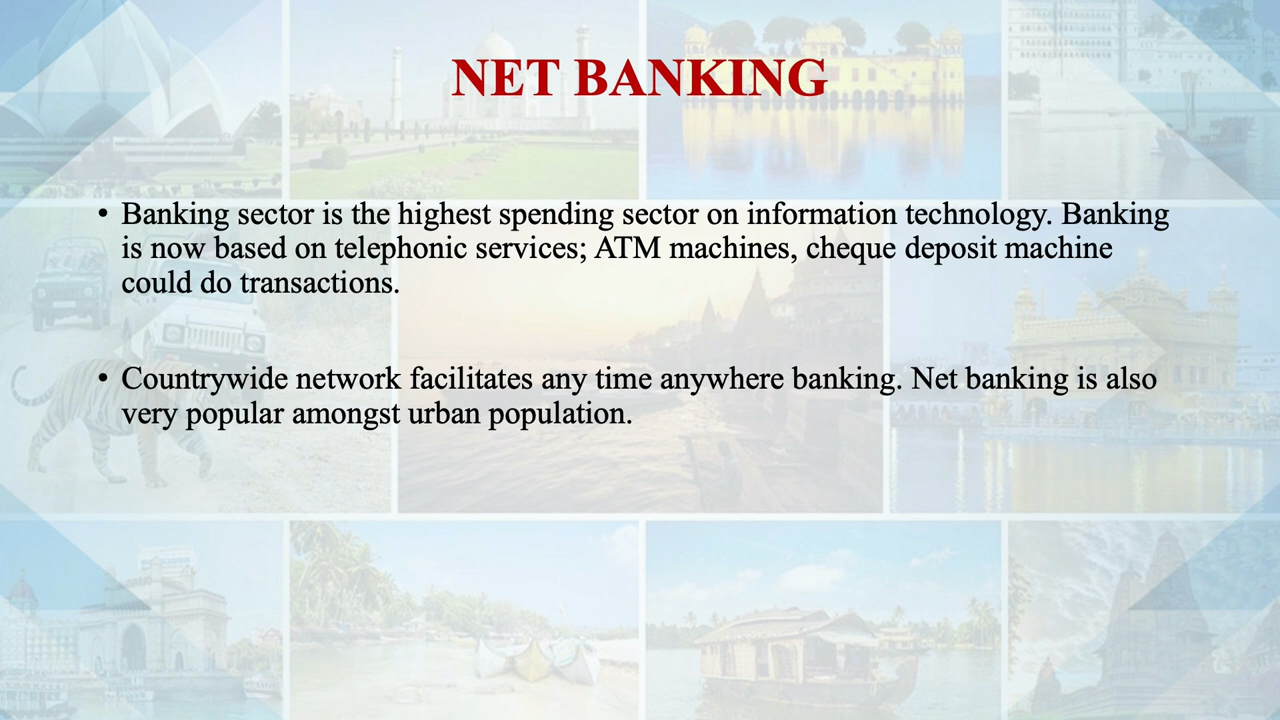 NET BANKING
• Banking sector is the highest spending sector on information technology. Banking
is now based on telephonic services; ATM machines, cheque deposit machine
could do transactions.
• Countrywide network facilitates any time anywhere banking. Net banking is also
very popular amongst urban population.